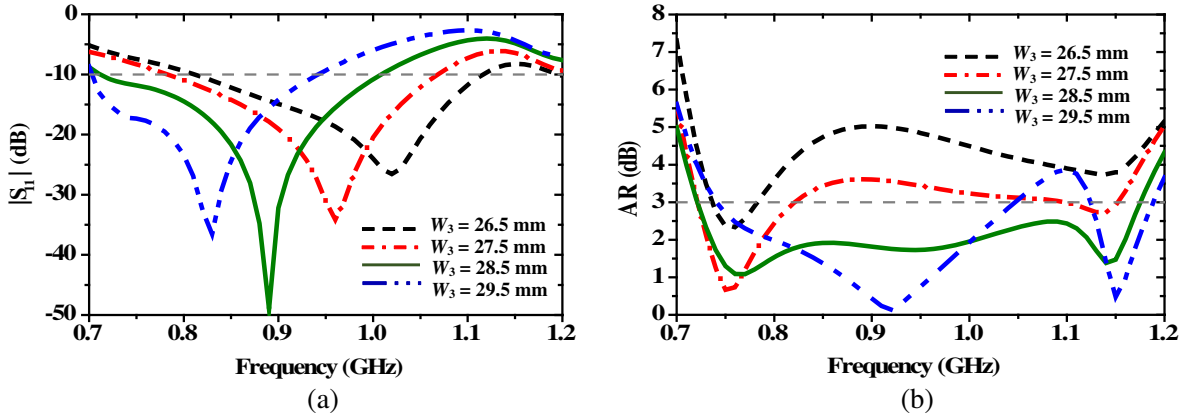 0
-10
-20
-30
-40
-50
|S11| (dB)
W3 = 26.5 mm
W3 = 27.5 mm
W3 = 28.5 mm
W3 = 29.5 mm
0.7 0.8 0.9 1.0 1.1 1.2
Frequency (GHz)
(a)
8
7
6
5
4
3
2
1
0
AR (dB)
W3 = 26.5 mm
W3 = 27.5 mm
W3 = 28.5 mm
W3 = 29.5 mm
0.7 0.8 0.9 1.0 1.1 1.2
Frequency (GHz)
(b)